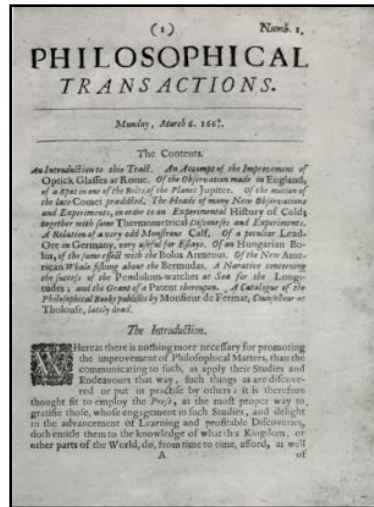 (1) Numb. 1.
PHILOSOPHICAL
TRANSACTIONS.
Munday, March 6. 166⅘.
The Contents.
An Introduction to this Tract. An Accompt of the Improvement of
Optick Glasses at Rome. Of the Observation made in England,
of a Spot in one of the Belts of the Planet Jupiter. Of the motion of
the late Comet prædicted. The Heads of many New Observations
and Experiments, in order to an Experimental History of Cold;
together with some Thermometrical Discourses and Experiments.
A Relation of a very odd Monstrous Calf. Of a peculiar Lead-
Ore in Germany, very useful for Essays. Of an Hungarian Bo-
lus, of the same effect with the Bolus Armenus. Of the New Ame-
rican Whale-fishing about the Bermudas. A Narative concerning
the success of the Pendulum-watches at Sea for the Longi-
tudes; and the Grant of a Patent thereupon. A Catalogue of the
Philosophical Books publisht by Monsieur de Fermat, Counsellour at
Tholouse, lately dead.
The Introduction.
WHereas there is nothing more necessary for promoting
the improvement of Philosophical Matters, than the
communicating to such, as apply their Studies and
Endeavours that way, such things as are discove-
red or put in practise by others; it is therefore
thought fit to employ the Press, as the most proper way to
gratifie those, whose engagement in such Studies, and delight
in the advancement of Learning and profitable Discoveries,
doth entitle them to the knowledge of what this Kingdom, or
other parts of the World, do, from time to time, afford, as well
A of